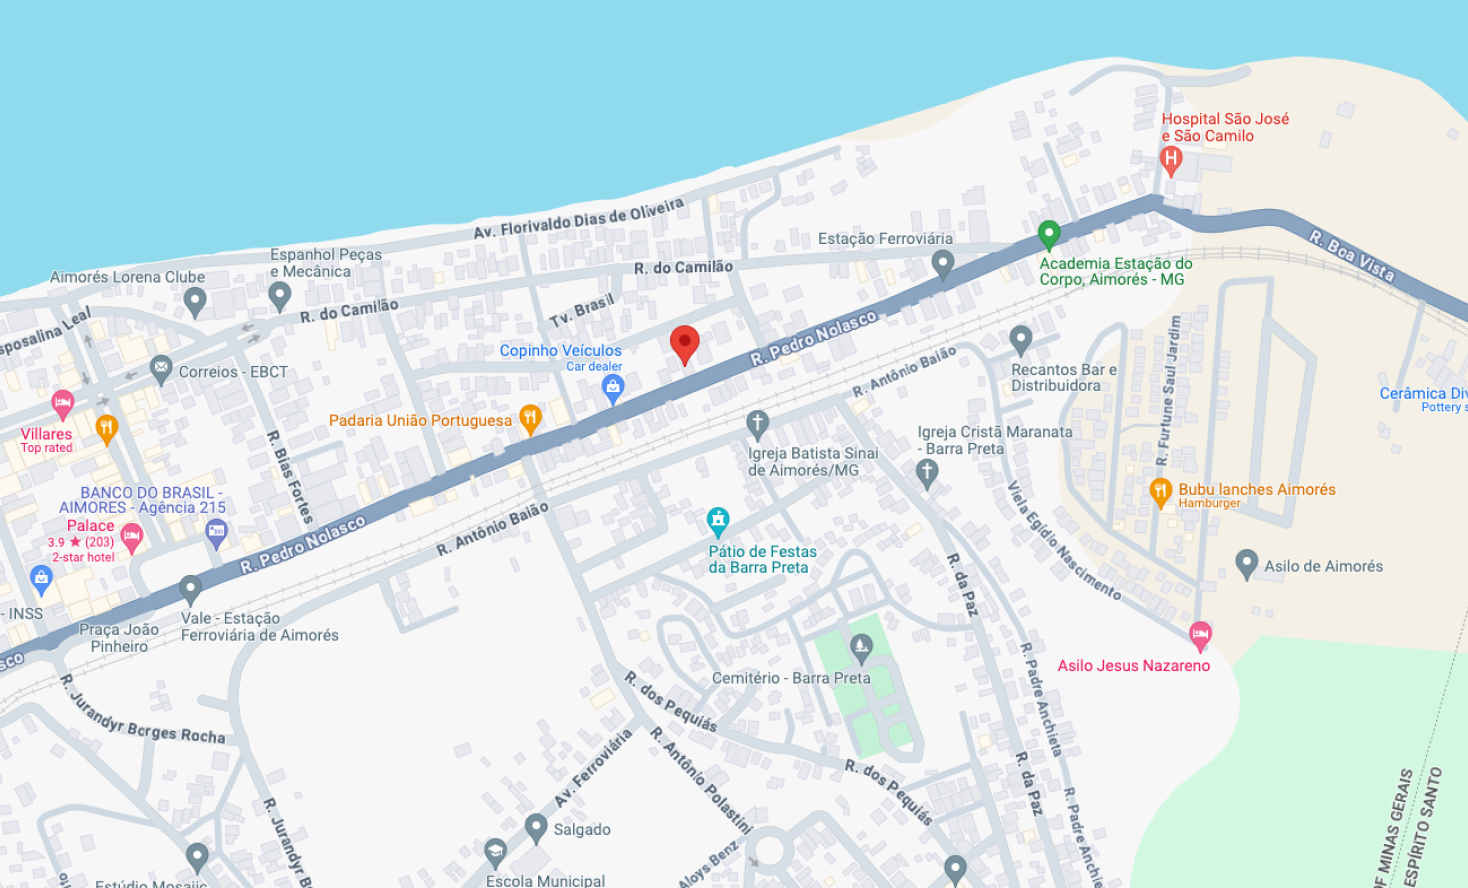 Hospital São José
e São Camilo
Av. Florivaldo Dias de Oliveira
Estação Ferroviária
R. Boa Vista
Espanhol Peças
e Mecânica
Aimorés Lorena Clube
R. do Camilão
Academia Estação do
Corpo, Aimorés - MG
R. do Camilão
Tv. Brasil
sposalina Leal
R. Pedro Nolasco
Copinho Veículos
Car dealer
Correios - EBCT
R. Antônio Baião
Recantos Bar e
Distribuidora
R. Furtune Saul Jardim
Cerâmica Div
Pottery s
Padaria União Portuguesa
Villares
Top rated
Igreja Cristã Maranata
- Barra Preta
Igreja Batista Sinai
de Aimorés/MG
R. Bias Fortes
BANCO DO BRASIL -
AIMORES - Agência 215
Bubu lanches Aimorés
Hamburger
Palace
3.9 ★ (203)
2-star hotel
R. Pedro Nolasco
R. Antônio Baião
Viela Egídio Nascimento
Pátio de Festas
da Barra Preta
Asilo de Aimorés
R. da Paz
- INSS
Vale - Estação
Ferroviária de Aimorés
Praça João
Pinheiro
sco
Asilo Jesus Nazareno
Cemitério - Barra Preta
R. Padre Anchieta
R. Jurandyr Borges Rocha
R. dos Pequiás
R. Antônio Polastini
Av. Ferroviária
R. dos Pequiás
R. da Paz
R. Padre Anchie
R. Jurandyr B
Salgado
MINAS GERAIS
ESPÍRITO SANTO
Aloys Benz
Escola Municipal
Estúdio Mosaiic